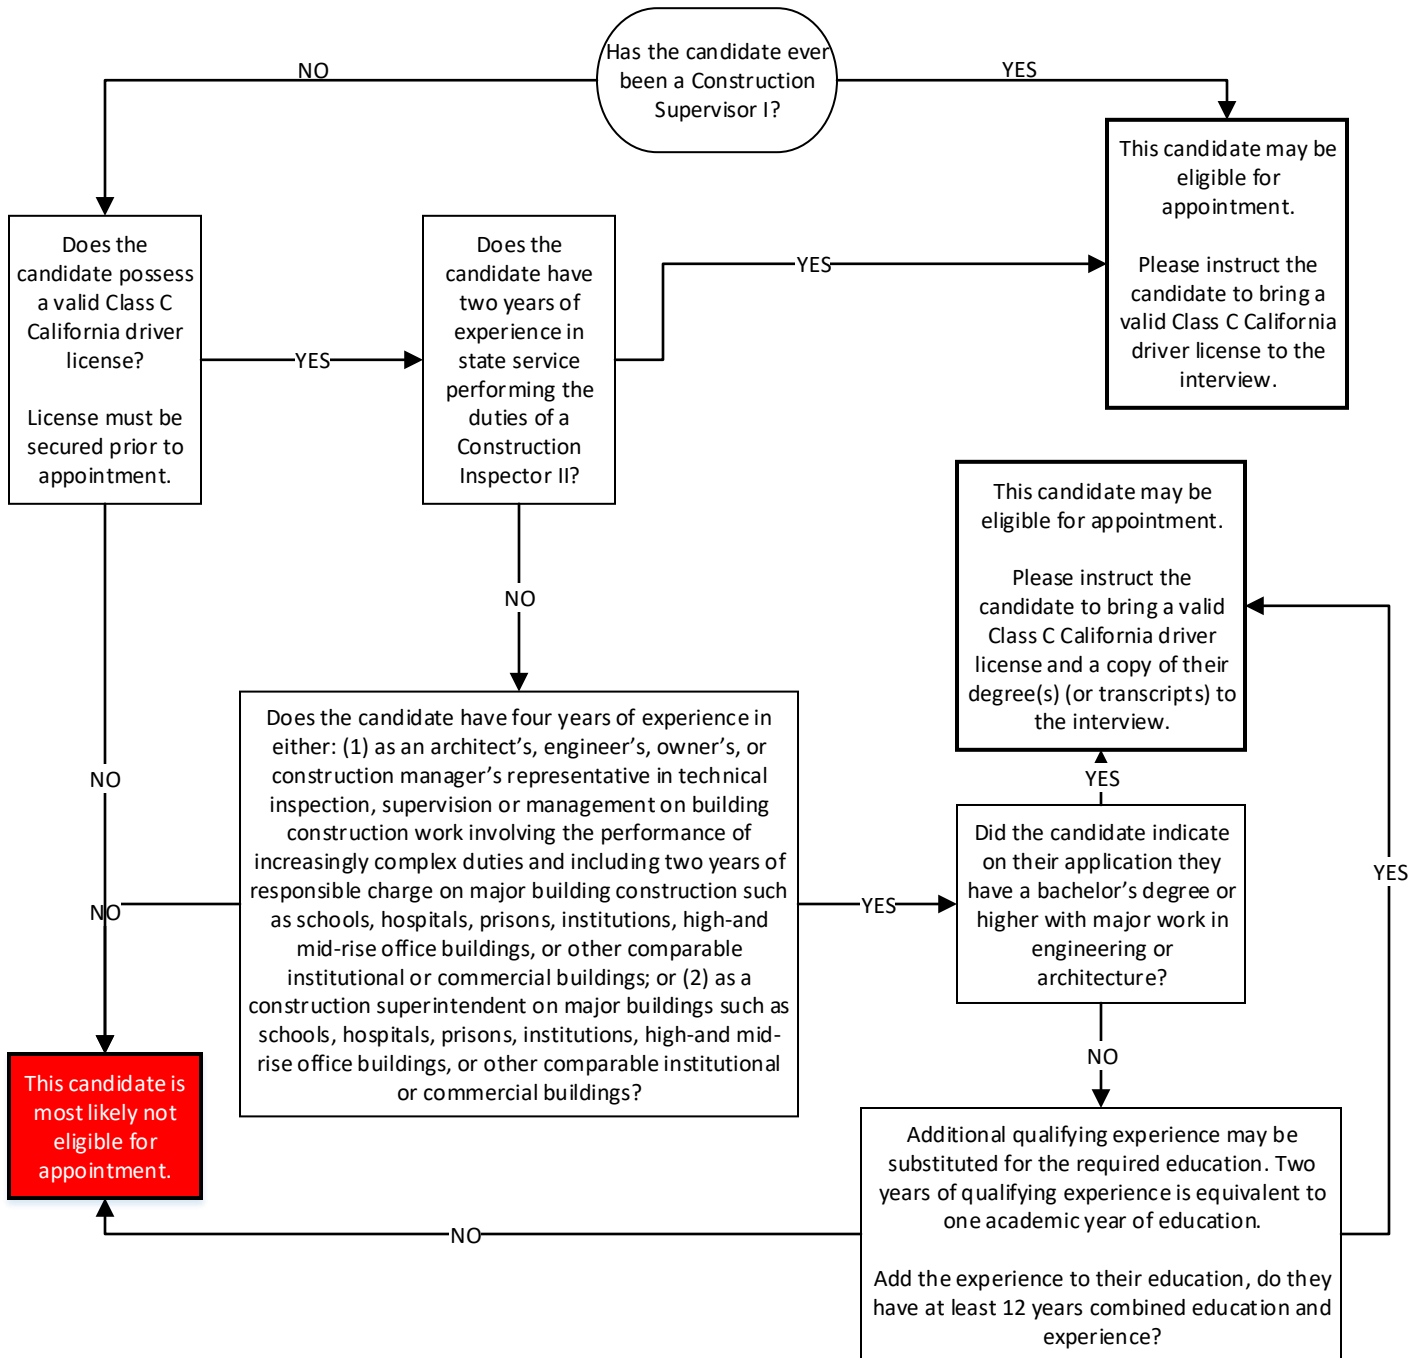 Has the candidate ever
been a Construction
Supervisor I?
NO
YES
This candidate may be
eligible for
appointment.
Please instruct the
candidate to bring a
valid Class C California
driver license to the
interview.
Does the
candidate possess
a valid Class C
California driver
license?
License must be
secured prior to
appointment.
YES
Does the
candidate have
two years of
experience in
state service
performing the
duties of a
Construction
Inspector II?
YES
NO
NO
Does the candidate have four years of experience in
either: (1) as an architect’s, engineer’s, owner’s, or
construction manager’s representative in technical
inspection, supervision or management on building
construction work involving the performance of
increasingly complex duties and including two years of
responsible charge on major building construction such
as schools, hospitals, prisons, institutions, high-and
mid-rise office buildings, or other comparable
institutional or commercial buildings; or (2) as a
construction superintendent on major buildings such as
schools, hospitals, prisons, institutions, high-and mid-
rise office buildings, or other comparable institutional
or commercial buildings?
NO
YES
This candidate may be
eligible for appointment.
Please instruct the
candidate to bring a valid
Class C California driver
license and a copy of their
degree(s) (or transcripts) to
the interview.
YES
Did the candidate indicate
on their application they
have a bachelor’s degree or
higher with major work in
engineering or
architecture?
YES
NO
This candidate is
most likely not
eligible for
appointment.
Additional qualifying experience may be
substituted for the required education. Two
years of qualifying experience is equivalent to
one academic year of education.
Add the experience to their education, do they
have at least 12 years combined education and
experience?
NO